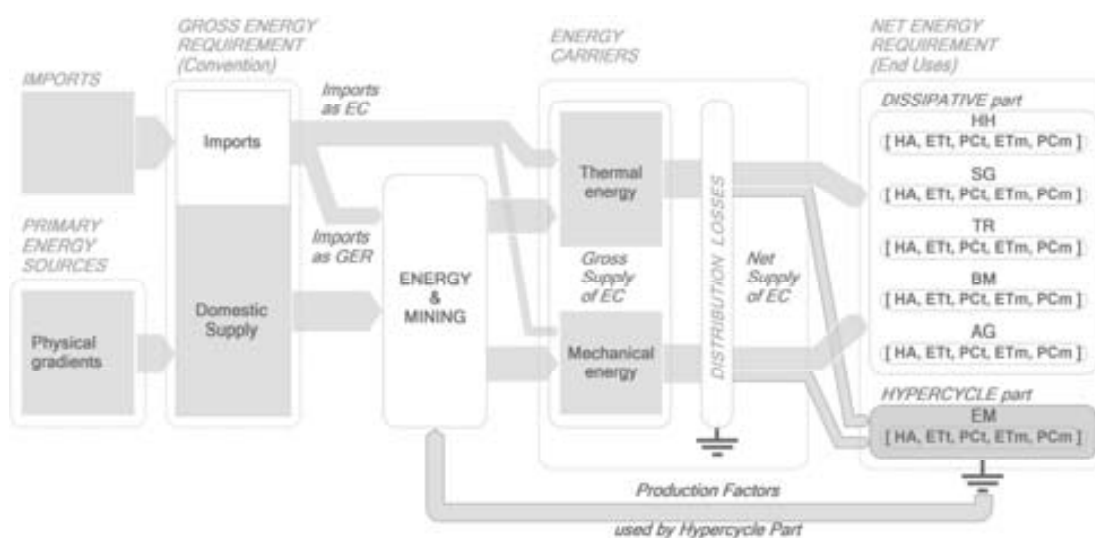 GROSS ENERGY
REQUIREMENT
(Convention)
ENERGY
CARRIERS
NET ENERGY
REQUIREMENT
(End Uses)
IMPORTS
Imports
Imports
as EC
Imports
as GER
PRIMARY
ENERGY
SOURCES
Physical
gradients
Domestic
Supply
ENERGY
&
MINING
Thermal
energy
Gross
Supply
of EC
Mechanical
energy
DISTRIBUTION LOSSES
Net
Supply
of EC
DISSIPATIVE part
HH
[ HA, ETt, PCt, ETm, PCm ]
SG
[ HA, ETt, PCt, ETm, PCm ]
TR
[ HA, ETt, PCt, ETm, PCm ]
BM
[ HA, ETt, PCt, ETm, PCm ]
AG
[ HA, ETt, PCt, ETm, PCm ]
HYPERCYCLE part
EM
[ HA, ETt, PCt, ETm, PCm ]
Production Factors
used by Hypercycle Part